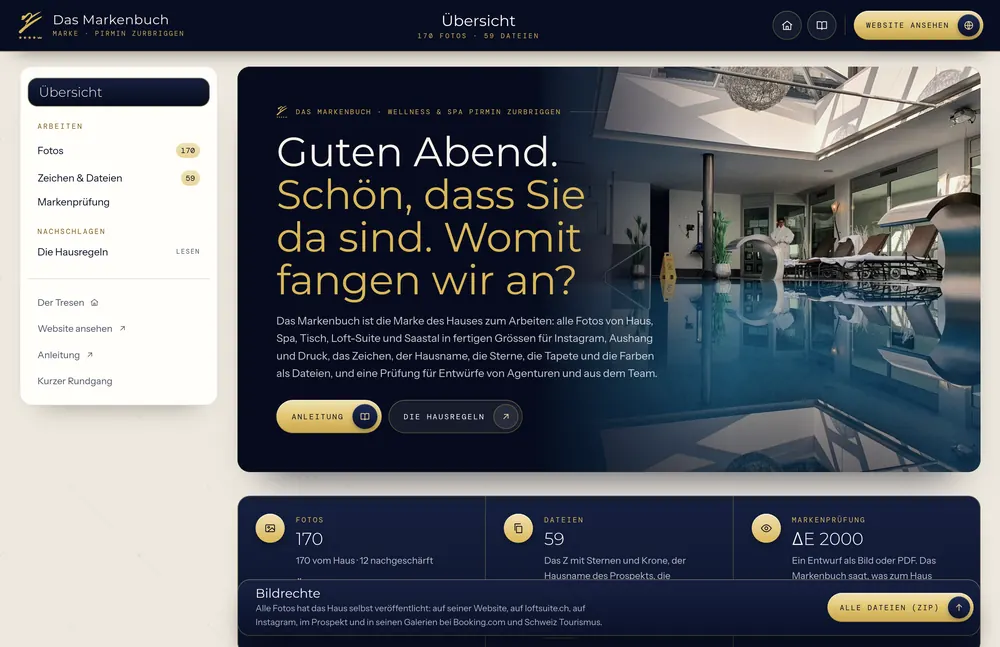 Das Markenbuch
MARKE · PIRMIN ZURBRIGGEN
Übersicht
170 FOTOS · 59 DATEIEN
WEBSITE ANSEHEN
Übersicht
ARBEITEN
Fotos 170
Zeichen & Dateien 59
Markenprüfung
NACHSCHLAGEN
Die Hausregeln LESEN
Der Tresen
Website ansehen ↗
Anleitung ↗
Kurzer Rundgang
DAS MARKENBUCH · WELLNESS & SPA PIRMIN ZURBRIGGEN
Guten Abend.
Schön, dass Sie
da sind. Womit
fangen wir an?
Das Markenbuch ist die Marke des Hauses zum Arbeiten: alle Fotos von Haus,
Spa, Tisch, Loft-Suite und Saastal in fertigen Grössen für Instagram, Aushang
und Druck, das Zeichen, der Hausname, die Sterne, die Tapete und die Farben
als Dateien, und eine Prüfung für Entwürfe von Agenturen und aus dem Team.
ANLEITUNG
DIE HAUSREGELN ↗
FOTOS
170
170 vom Haus · 12 nachgeschärft
DATEIEN
59
Das Z mit Sternen und Krone, der
Hausname des Prospekts, die
MARKENPRÜFUNG
ΔE 2000
Ein Entwurf als Bild oder PDF. Das
Markenbuch sagt, was zum Haus
Bildrechte
Alle Fotos hat das Haus selbst veröffentlicht: auf seiner Website, auf loftsuite.ch, auf
Instagram, im Prospekt und in seinen Galerien bei Booking.com und Schweiz Tourismus.
ALLE DATEIEN (ZIP) ↑